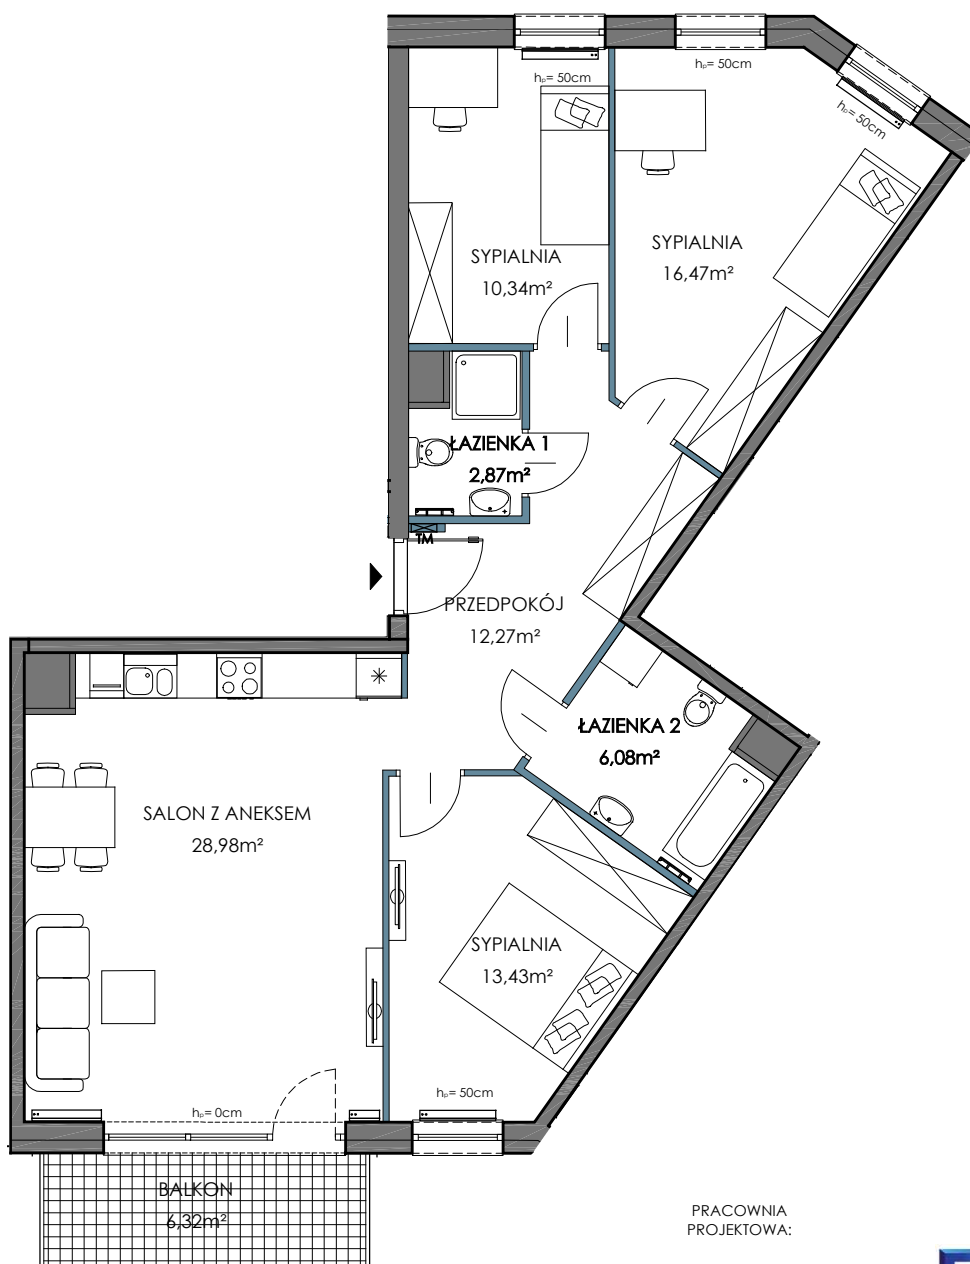 hₚ= 50cm
hₚ= 50cm
hₚ= 50cm
SYPIALNIA
10,34m²
SYPIALNIA
16,47m²
ŁAZIENKA 1
2,87m²
TM
PRZEDPOKÓJ
12,27m²
ŁAZIENKA 2
6,08m²
SALON Z ANEKSEM
28,98m²
SYPIALNIA
13,43m²
hₚ= 50cm
hₚ= 0cm
BALKON
6,32m²
PRACOWNIA
PROJEKTOWA: